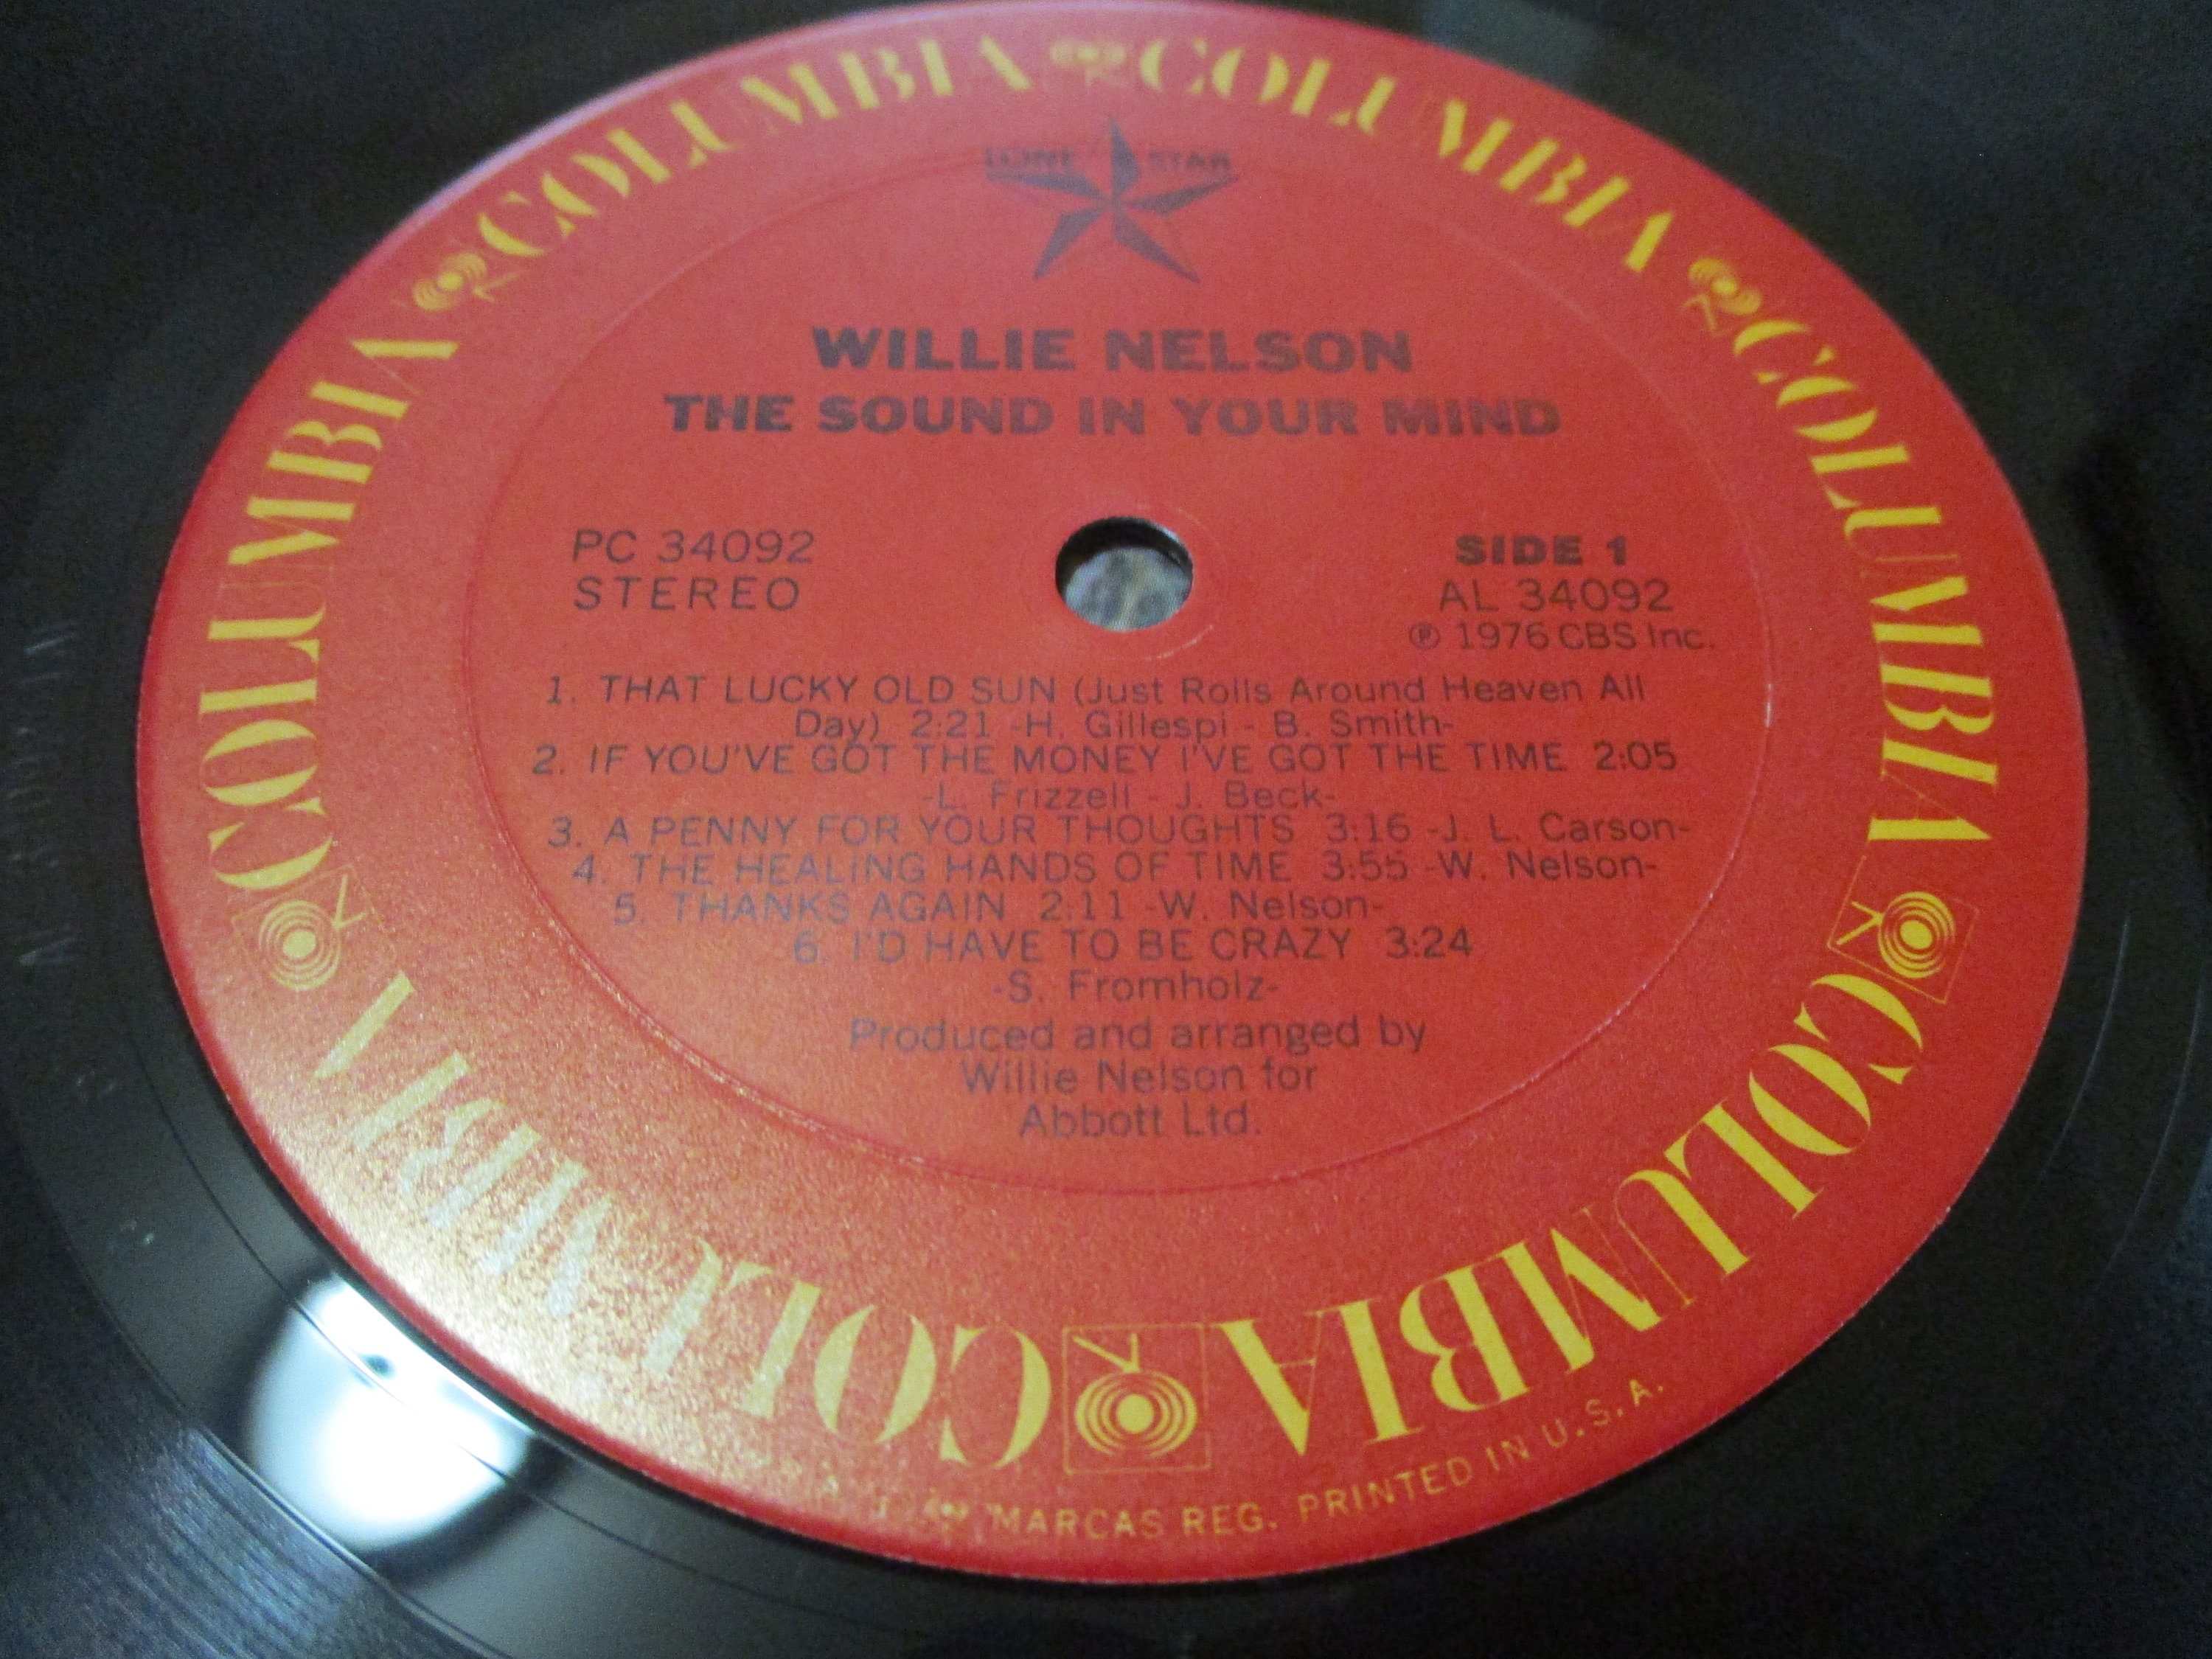 COLUMBIA COLUMBIA COLUMBIA COLUMBIA COLUMBIA COLUMBIA
LONE STAR
WILLIE NELSON
THE SOUND IN YOUR MIND
PC 34092
STEREO
SIDE 1
AL 34092
℗ 1976 CBS Inc.
1. THAT LUCKY OLD SUN (Just Rolls Around Heaven All
Day) 2:21 -H. Gillespi - B. Smith-
2. IF YOU'VE GOT THE MONEY I'VE GOT THE TIME 2:05
-L. Frizzell - J. Beck-
3. A PENNY FOR YOUR THOUGHTS 3:16 -J. L. Carson-
4. THE HEALING HANDS OF TIME 3:55 -W. Nelson-
5. THANKS AGAIN 2:11 -W. Nelson-
6. I'D HAVE TO BE CRAZY 3:24
-S. Fromholz-
Produced and arranged by
Willie Nelson for
Abbott Ltd.
MARCAS REG. PRINTED IN U.S.A.